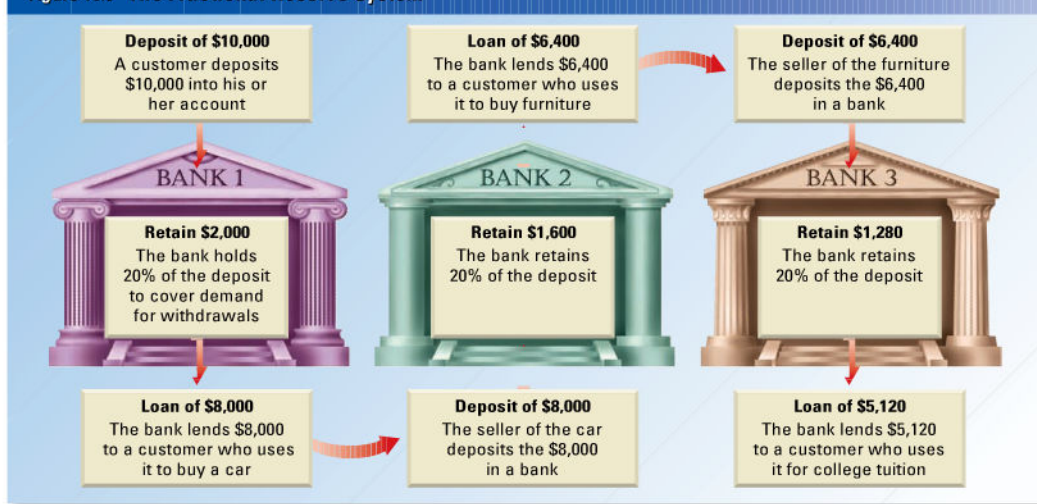 Deposit of $10,000
A customer deposits
$10,000 into his or
her account
BANK 1
Retain $2,000
The bank holds
20% of the deposit
to cover demand
for withdrawals
Loan of $8,000
The bank lends $8,000
to a customer who uses
it to buy a car
Deposit of $8,000
The seller of the car
deposits the $8,000
in a bank
BANK 2
Retain $1,600
The bank retains
20% of the deposit
Loan of $6,400
The bank lends $6,400
to a customer who uses
it to buy furniture
Deposit of $6,400
The seller of the furniture
deposits the $6,400
in a bank
BANK 3
Retain $1,280
The bank retains
20% of the deposit
Loan of $5,120
The bank lends $5,120
to a customer who uses
it for college tuition